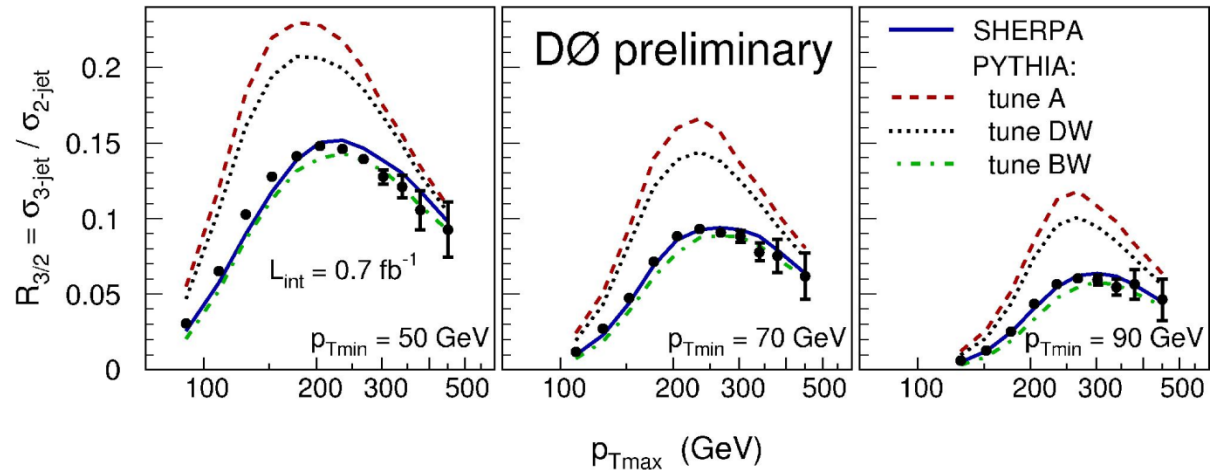 R3/2 = σ3-jet / σ2-jet
0.2
0.15
0.1
0.05
0
Lint = 0.7 fb-1
pTmin = 50 GeV
100 200 300 500
DØ preliminary
pTmin = 70 GeV
100 200 300 500
SHERPA
PYTHIA:
tune A
tune DW
tune BW
pTmin = 90 GeV
100 200 300 500
pTmax (GeV)